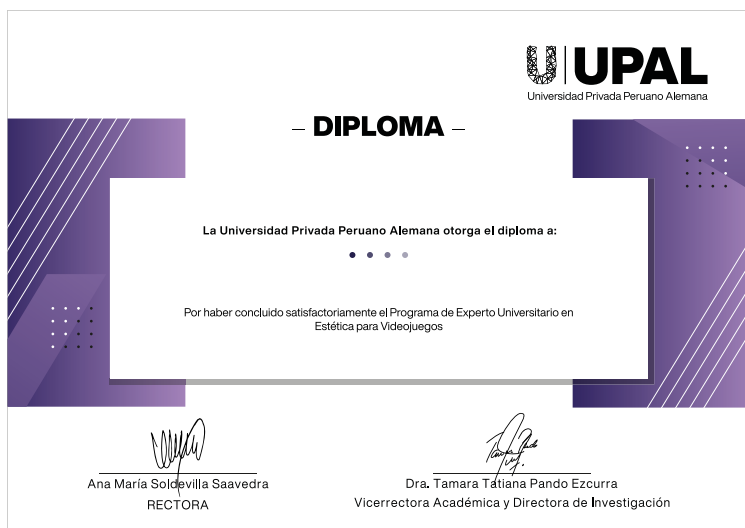 UPAL
Universidad Privada Peruano Alemana
– DIPLOMA –
La Universidad Privada Peruano Alemana otorga el diploma a:
Por haber concluido satisfactoriamente el Programa de Experto Universitario en
Estética para Videojuegos
Ana María Soldevilla Saavedra
RECTORA
Dra. Tamara Tatiana Pando Ezcurra
Vicerrectora Académica y Directora de Investigación